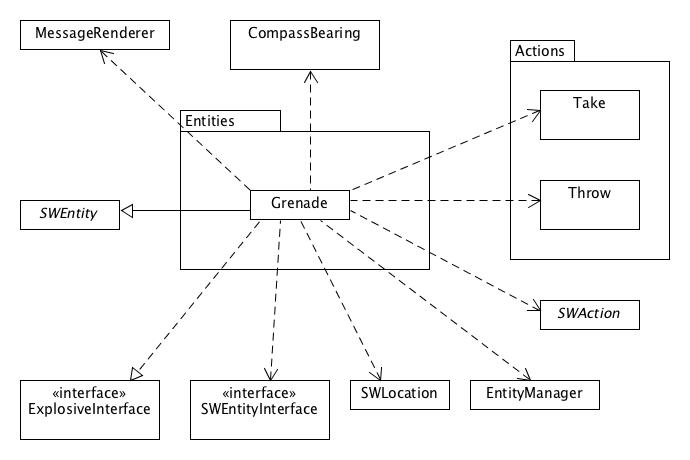 MessageRenderer
CompassBearing
Actions
Take
Entities
Throw
Grenade
SWEntity
SWAction
«interface»
ExplosiveInterface
«interface»
SWEntityInterface
SWLocation
EntityManager